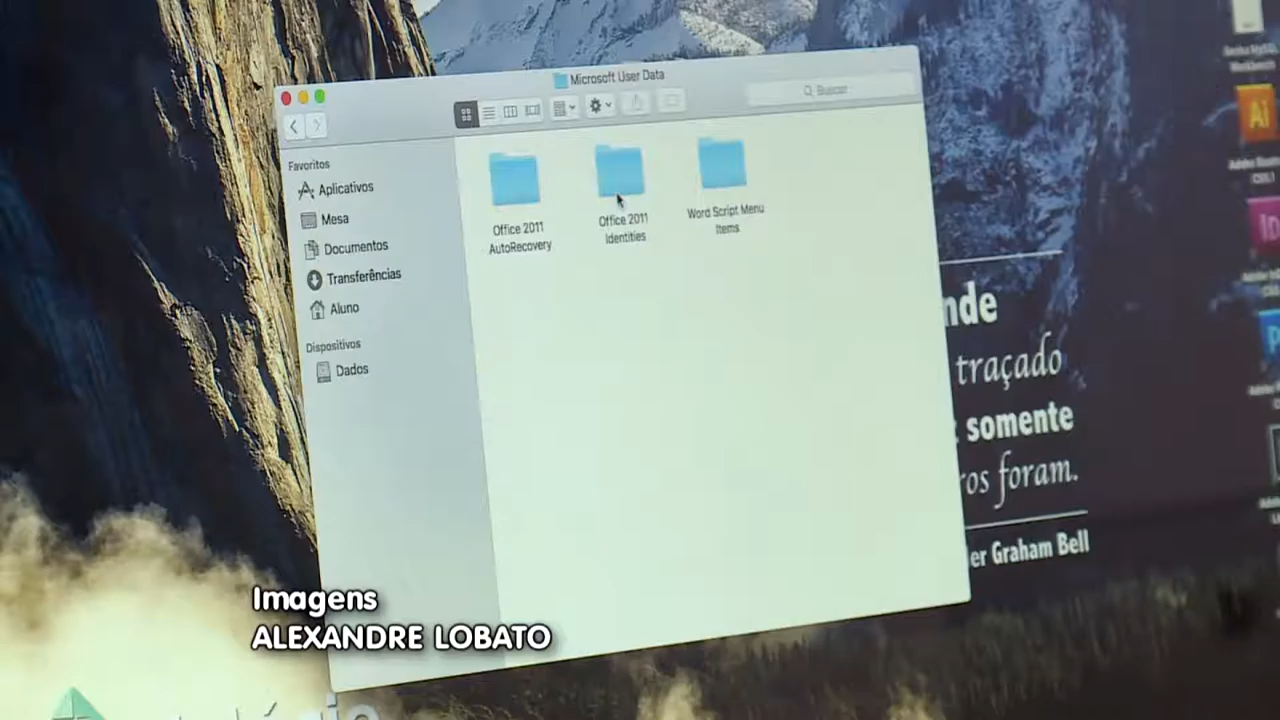 Microsoft User Data
Buscar
Favoritos
Aplicativos
Mesa
Documentos
Transferências
Aluno
Dispositivos
Dados
Office 2011
AutoRecovery
Office 2011
Identities
Word Script Menu
Items
nde
traçado
somente
ros foram.
er Graham Bell
Ai
Imagens
ALEXANDRE LOBATO